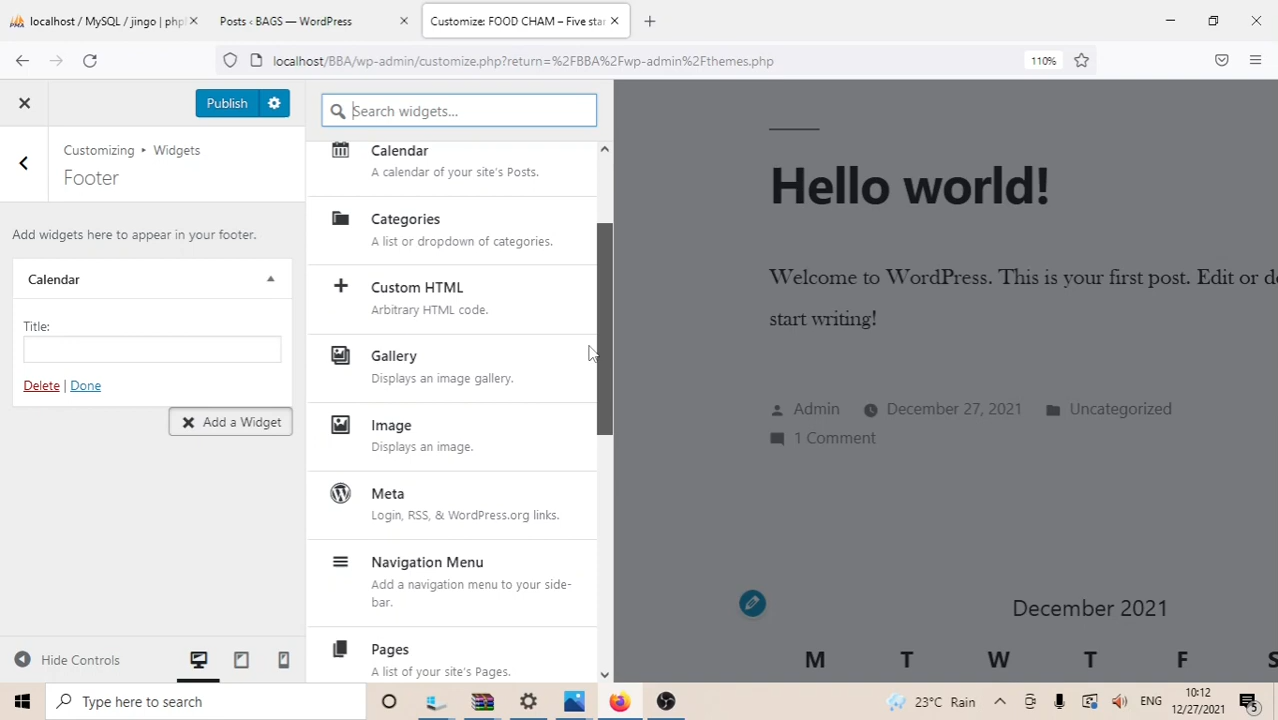 localhost / MySQL / jingo | ph
Posts ‹ BAGS — WordPress
Customize: FOOD CHAM – Five star
localhost/BBA/wp-admin/customize.php?return=%2FBBA%2Fwp-admin%2Fthemes.php
110%
Publish
Search widgets...
Customizing ▸ Widgets
Footer
Add widgets here to appear in your footer.
Calendar
Title:
Delete | Done
Add a Widget
Hide Controls
Calendar
A calendar of your site's Posts.
Categories
A list or dropdown of categories.
Custom HTML
Arbitrary HTML code.
Gallery
Displays an image gallery.
Image
Displays an image.
Meta
Login, RSS, & WordPress.org links.
Navigation Menu
Add a navigation menu to your side-
bar.
Pages
A list of your site's Pages.
Hello world!
Welcome to WordPress. This is your first post. Edit or de
start writing!
Admin December 27, 2021 Uncategorized
1 Comment
December 2021
M T W T F S
Type here to search
23°C Rain
ENG
10:12
12/27/2021
5